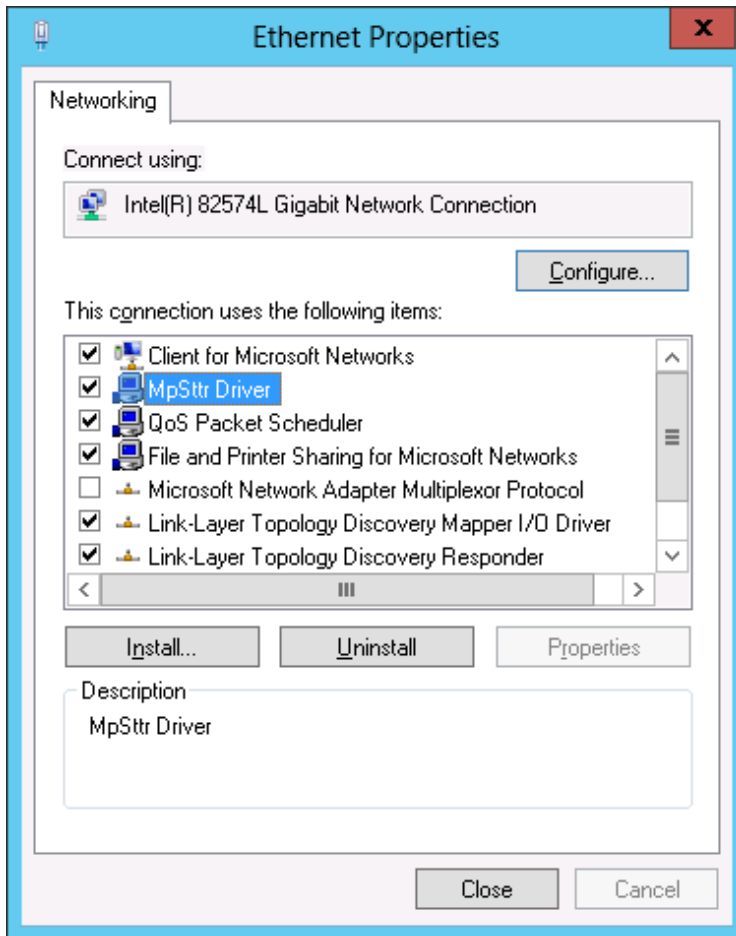 Ethernet Properties
x
Networking
Connect using:
Intel(R) 82574L Gigabit Network Connection
Configure...
This connection uses the following items:
Client for Microsoft Networks
MpSttr Driver
QoS Packet Scheduler
File and Printer Sharing for Microsoft Networks
Microsoft Network Adapter Multiplexor Protocol
Link-Layer Topology Discovery Mapper I/O Driver
Link-Layer Topology Discovery Responder
Install...
Uninstall
Properties
Description
MpSttr Driver
Close
Cancel